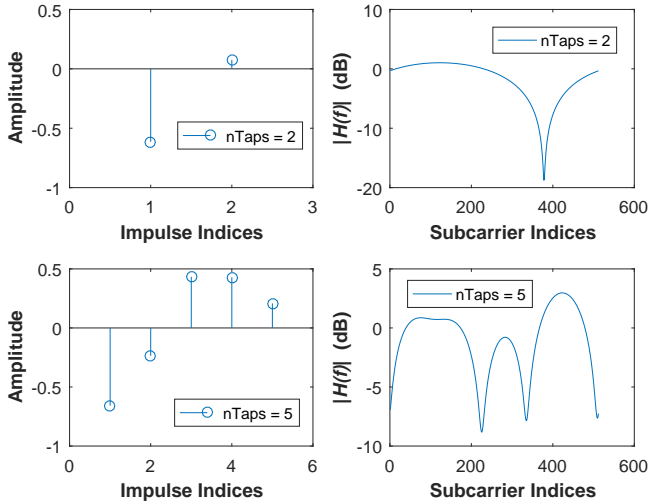 0.5
0
-0.5
-1
0
1
2
3
Amplitude
Impulse Indices
nTaps = 2
10
0
-10
-20
0
200
400
600
|H(f)| (dB)
Subcarrier Indices
nTaps = 2
0.5
0
-0.5
-1
0
2
4
6
Amplitude
Impulse Indices
nTaps = 5
5
0
-5
-10
0
200
400
600
|H(f)| (dB)
Subcarrier Indices
nTaps = 5